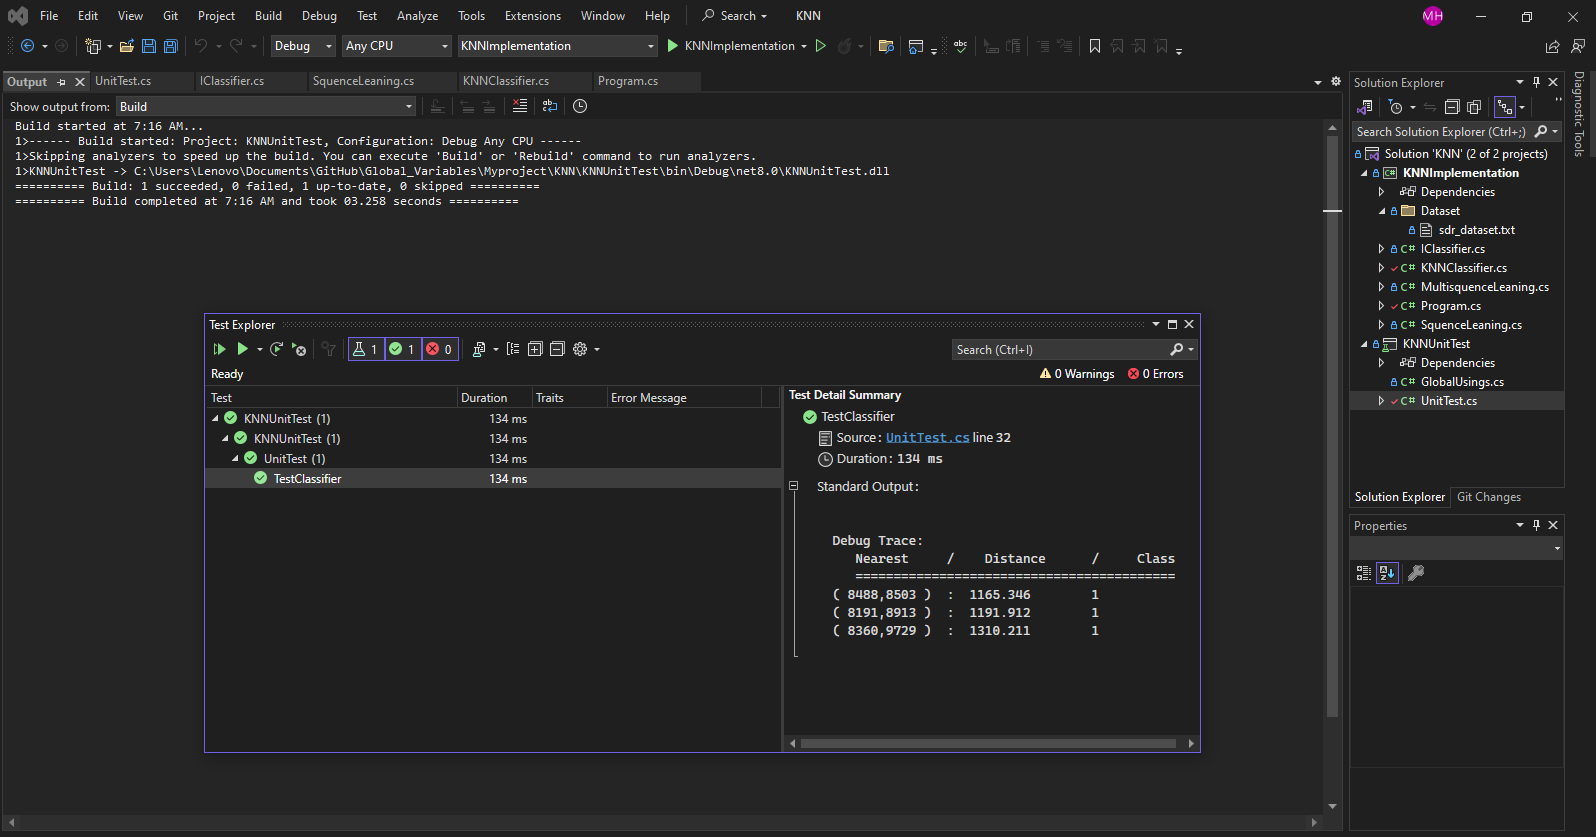 File Edit View Git Project Build Debug Test Analyze Tools Extensions Window Help Search KNN MH
Debug Any CPU KNNImplementation KNNImplementation
Output UnitTest.cs IClassifier.cs SquenceLeaning.cs KNNClassifier.cs Program.cs
Show output from: Build
Build started at 7:16 AM...
1>------ Build started: Project: KNNUnitTest, Configuration: Debug Any CPU ------
1>Skipping analyzers to speed up the build. You can execute 'Build' or 'Rebuild' command to run analyzers.
1>KNNUnitTest -> C:\Users\Lenovo\Documents\GitHub\Global_Variables\Myproject\KNN\KNNUnitTest\bin\Debug\net8.0\KNNUnitTest.dll
========== Build: 1 succeeded, 0 failed, 1 up-to-date, 0 skipped ==========
========== Build completed at 7:16 AM and took 03.258 seconds ==========
Test Explorer
1 1 0
Search (Ctrl+I)
Ready
0 Warnings 0 Errors
Test Duration Traits Error Message
KNNUnitTest (1) 134 ms
KNNUnitTest (1) 134 ms
UnitTest (1) 134 ms
TestClassifier 134 ms
Test Detail Summary
TestClassifier
Source: UnitTest.cs line 32
Duration: 134 ms
Standard Output:
Debug Trace:
Nearest / Distance / Class
==========================================
( 8488,8503 ) : 1165.346 1
( 8191,8913 ) : 1191.912 1
( 8360,9729 ) : 1310.211 1
Solution Explorer
Search Solution Explorer (Ctrl+;)
Solution 'KNN' (2 of 2 projects)
C# KNNImplementation
Dependencies
Dataset
sdr_dataset.txt
C# IClassifier.cs
C# KNNClassifier.cs
C# MultisquenceLeaning.cs
C# Program.cs
C# SquenceLeaning.cs
KNNUnitTest
Dependencies
C# GlobalUsings.cs
C# UnitTest.cs
Solution Explorer Git Changes
Properties
Diagnostic Tools